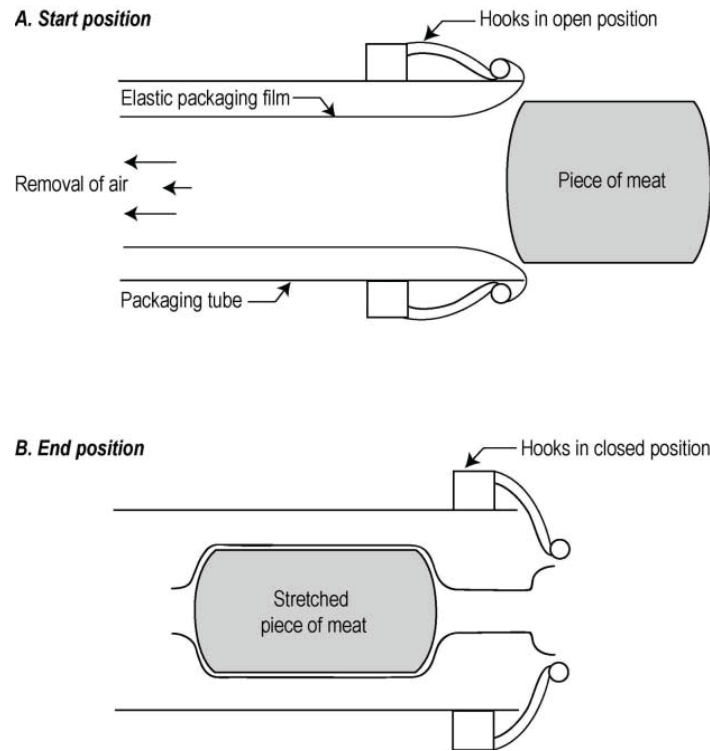 A. Start position
Hooks in open position
Elastic packaging film
Removal of air
Piece of meat
Packaging tube
B. End position
Hooks in closed position
Stretched
piece of meat